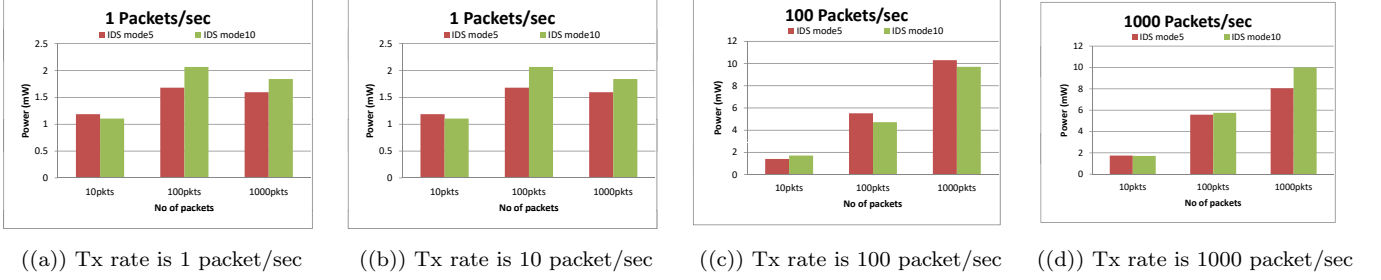 1 Packets/sec
IDS mode5 IDS mode10
2.5
2
1.5
1
0.5
0
Power (mW)
10pkts 100pkts 1000pkts
No of packets
((a)) Tx rate is 1 packet/sec
1 Packets/sec
IDS mode5 IDS mode10
2.5
2
1.5
1
0.5
0
Power (mW)
10pkts 100pkts 1000pkts
No of packets
((b)) Tx rate is 10 packet/sec
100 Packets/sec
IDS mode5 IDS mode10
12
10
8
6
4
2
0
Power (mW)
10pkts 100pkts 1000pkts
No of packets
((c)) Tx rate is 100 packet/sec
1000 Packets/sec
IDS mode5 IDS mode10
12
10
8
6
4
2
0
Power (mW)
10pkts 100pkts 1000pkts
No of packets
((d)) Tx rate is 1000 packet/sec